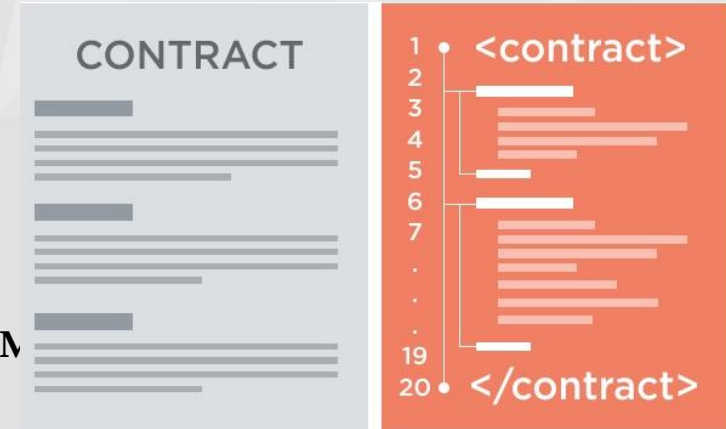 CONTRACT
M
1 <contract>
2
3
4
5
6
7
.
.
.
19
20 </contract>